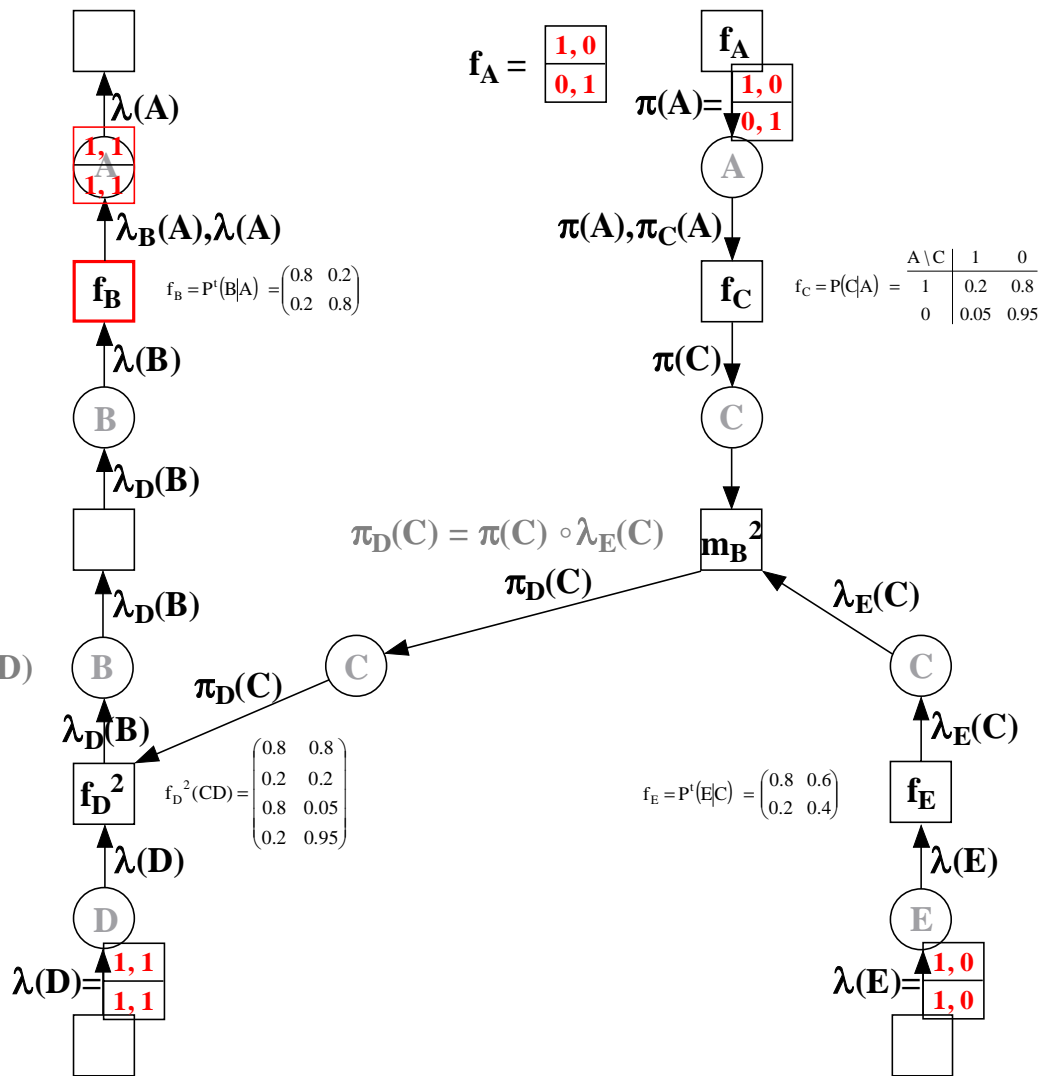 f_A =
1, 0
0, 1
f_A
λ(A)
π(A)=
1, 0
0, 1
1, 1
A
1, 1
A
λ_B(A),λ(A)
π(A),π_C(A)
f_B
f_B = P^t(B|A) = (0.8 0.2
0.2 0.8)
f_C
f_C = P(C|A) =
A \ C 1 0
1 0.2 0.8
0 0.05 0.95
λ(B)
π(C)
B
C
λ_D(B)
π_D(C) = π(C) ∘ λ_E(C)
m_B^2
π_D(C)
λ_D(B)
λ_E(C)
D)
B
C
C
π_D(C)
λ_D(B)
λ_E(C)
f_D^2
f_D^2(CD) = (0.8 0.8
0.2 0.2
0.8 0.05
0.2 0.95)
f_E = P^t(E|C) = (0.8 0.6
0.2 0.4)
f_E
λ(D)
λ(E)
D
E
λ(D)=
1, 1
1, 1
λ(E)=
1, 0
1, 0